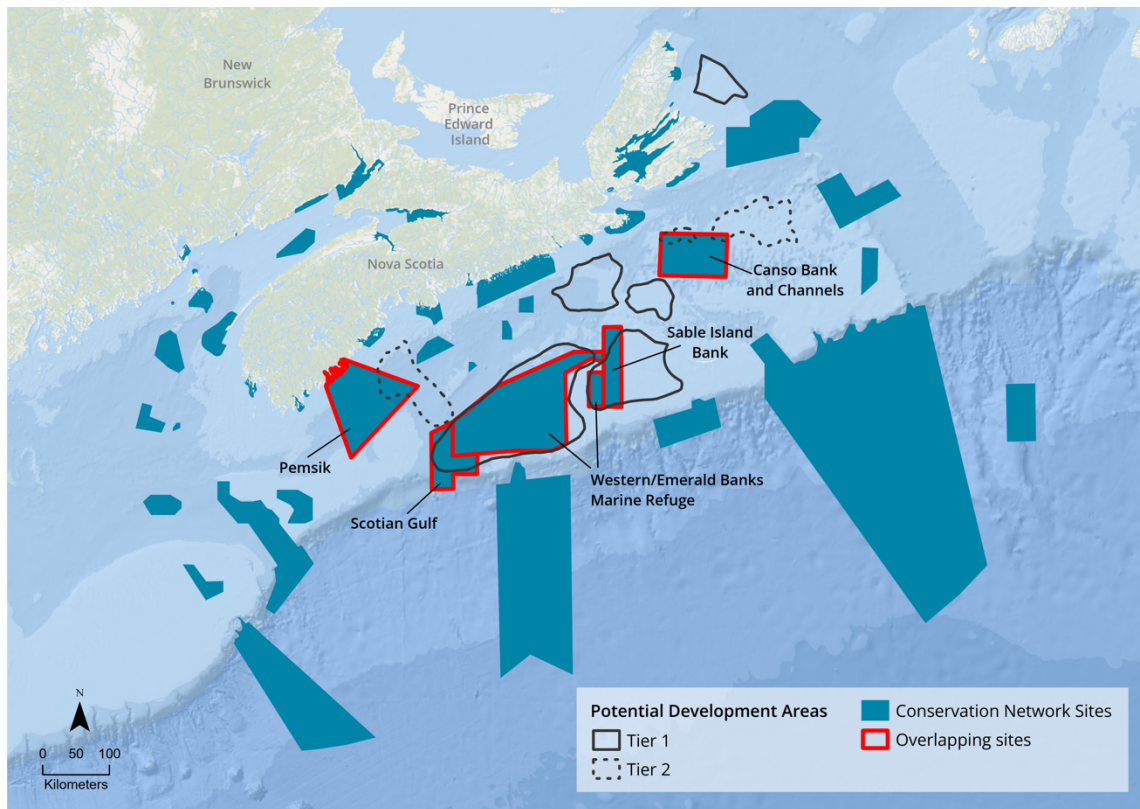 New
Brunswick
Prince
Edward
Island
Nova Scotia
Canso Bank
and Channels
Sable Island
Bank
Pemsik
Western/Emerald Banks
Marine Refuge
Scotian Gulf
N
0 50 100
Kilometers
Potential Development Areas
Tier 1
Tier 2
Conservation Network Sites
Overlapping sites